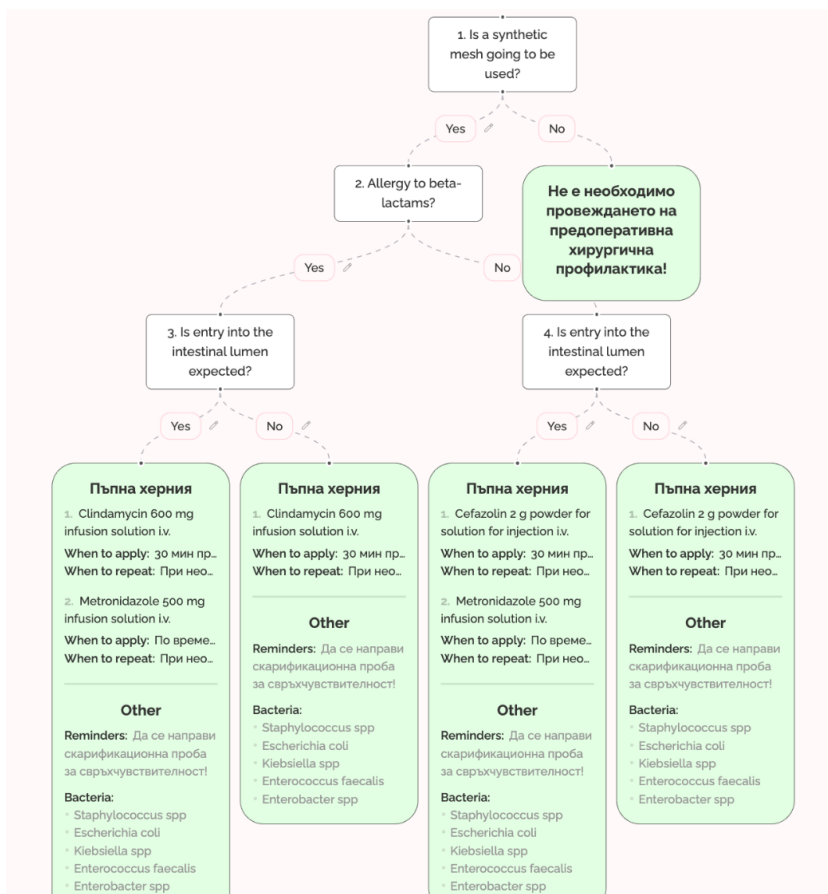 1. Is a synthetic
mesh going to be
used?
Yes
No
2. Allergy to beta-
lactams?
Не е необходимо
провеждането на
предоперативна
хирургична
профилактика!
Yes
No
3. Is entry into the
intestinal lumen
expected?
4. Is entry into the
intestinal lumen
expected?
Yes
No
Yes
No
Пъпна херния
1. Clindamycin 600 mg
infusion solution i.v.
When to apply: 30 мин пр...
When to repeat: При нео...
2. Metronidazole 500 mg
infusion solution i.v.
When to apply: По време...
When to repeat: При нео...
Other
Reminders: Да се направи
скарификационна проба
за свръхчувствителност!
Bacteria:
Staphylococcus spp
Escherichia coli
Kiebsiella spp
Enterococcus faecalis
Enterobacter spp
Пъпна херния
1. Clindamycin 600 mg
infusion solution i.v.
When to apply: 30 мин пр...
When to repeat: При нео...
Other
Reminders: Да се направи
скарификационна проба
за свръхчувствителност!
Bacteria:
Staphylococcus spp
Escherichia coli
Kiebsiella spp
Enterococcus faecalis
Enterobacter spp
Пъпна херния
1. Cefazolin 2 g powder for
solution for injection i.v.
When to apply: 30 мин пр...
When to repeat: При нео...
2. Metronidazole 500 mg
infusion solution i.v.
When to apply: По време...
When to repeat: При нео...
Other
Reminders: Да се направи
скарификационна проба
за свръхчувствителност!
Bacteria:
Staphylococcus spp
Escherichia coli
Kiebsiella spp
Enterococcus faecalis
Enterobacter spp
Пъпна херния
1. Cefazolin 2 g powder for
solution for injection i.v.
When to apply: 30 мин пр...
When to repeat: При нео...
Other
Reminders: Да се направи
скарификационна проба
за свръхчувствителност!
Bacteria:
Staphylococcus spp
Escherichia coli
Kiebsiella spp
Enterococcus faecalis
Enterobacter spp